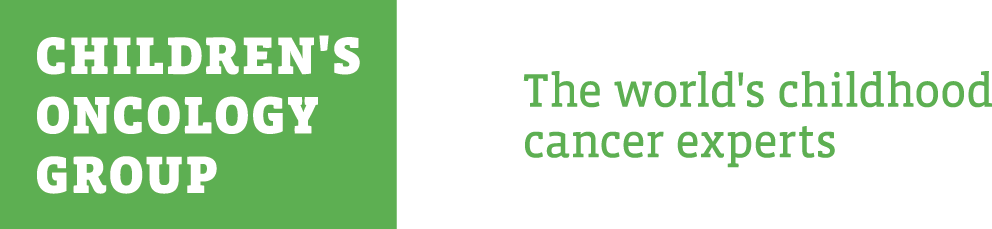 CHILDREN'S
ONCOLOGY
GROUP
The world's childhood
cancer experts